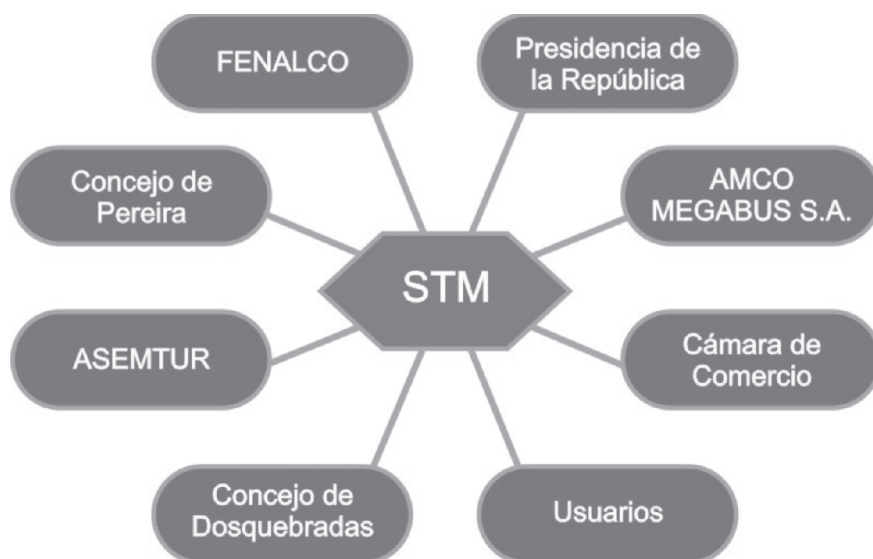 FENALCO
Presidencia de
la República
Concejo de
Pereira
AMCO
MEGABUS S.A.
STM
ASEMTUR
Cámara de
Comercio
Concejo de
Dosquebradas
Usuarios